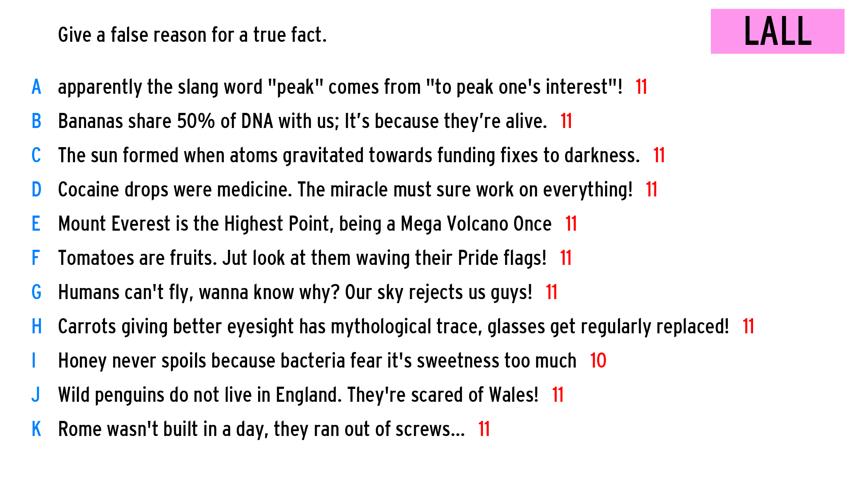 Give a false reason for a true fact.
LALL
A apparently the slang word "peak" comes from "to peak one's interest"! 11
B Bananas share 50% of DNA with us; It’s because they’re alive. 11
C The sun formed when atoms gravitated towards funding fixes to darkness. 11
D Cocaine drops were medicine. The miracle must sure work on everything! 11
E Mount Everest is the Highest Point, being a Mega Volcano Once 11
F Tomatoes are fruits. Jut look at them waving their Pride flags! 11
G Humans can't fly, wanna know why? Our sky rejects us guys! 11
H Carrots giving better eyesight has mythological trace, glasses get regularly replaced! 11
I Honey never spoils because bacteria fear it's sweetness too much 10
J Wild penguins do not live in England. They're scared of Wales! 11
K Rome wasn't built in a day, they ran out of screws... 11